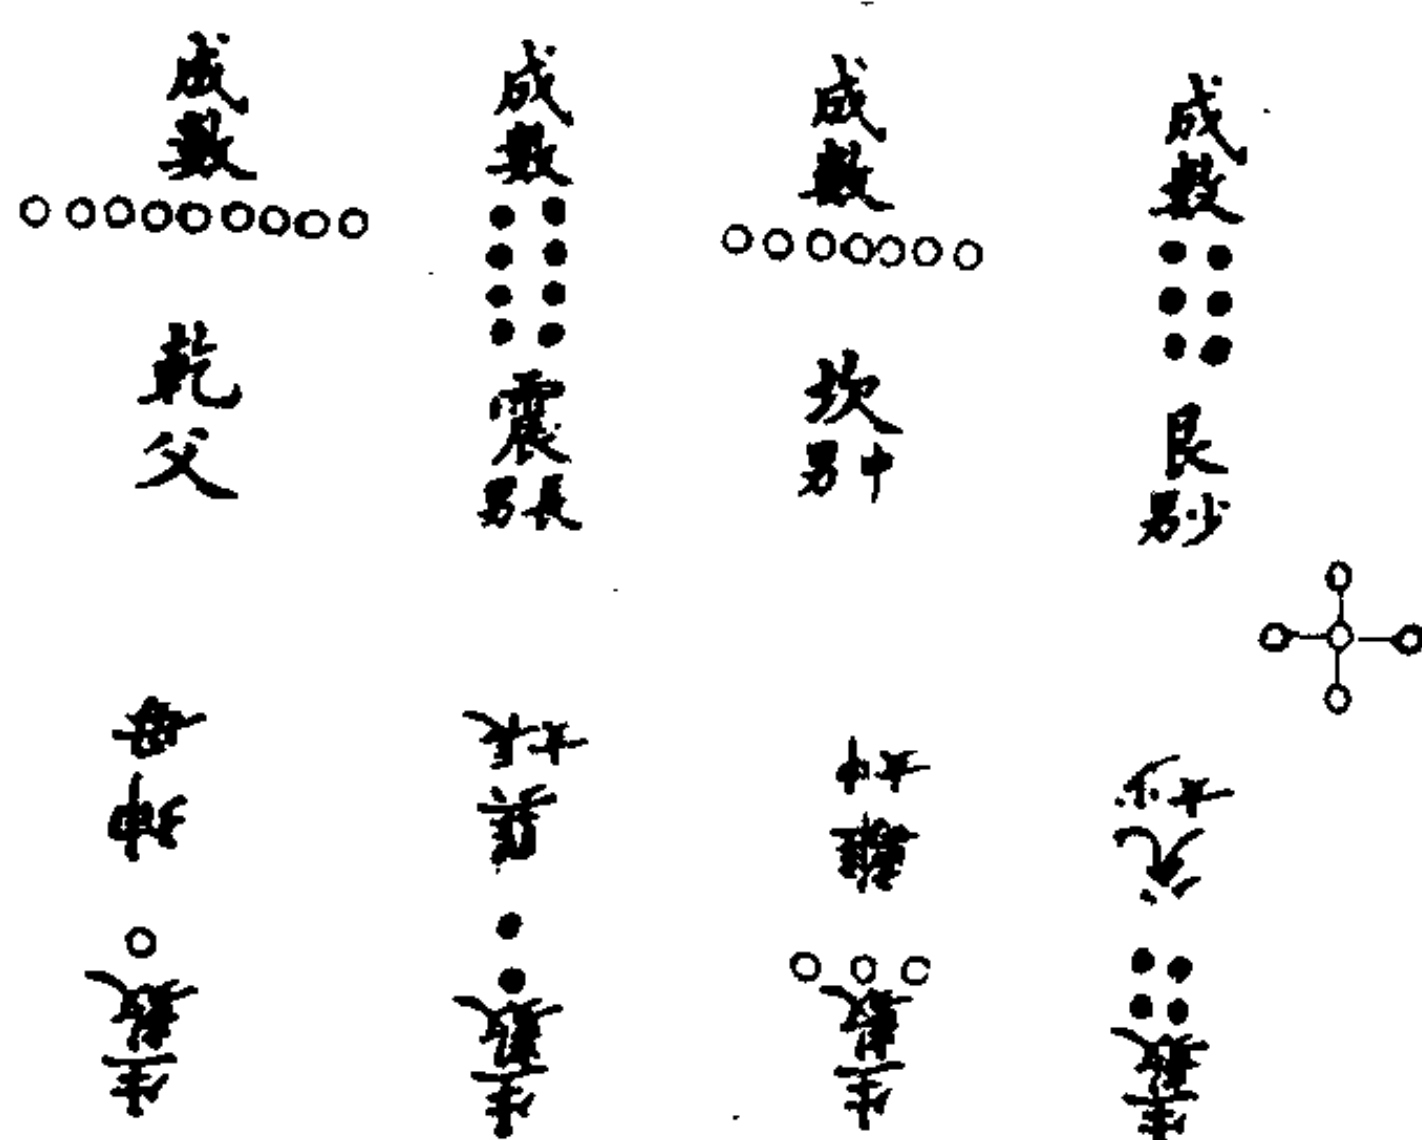 成數
艮
少男
成數
坎
中男
成數
震
長男
成數
乾
父
生數
兌
少女
生數
離
中女
生數
巽
長女
生數
坤
母